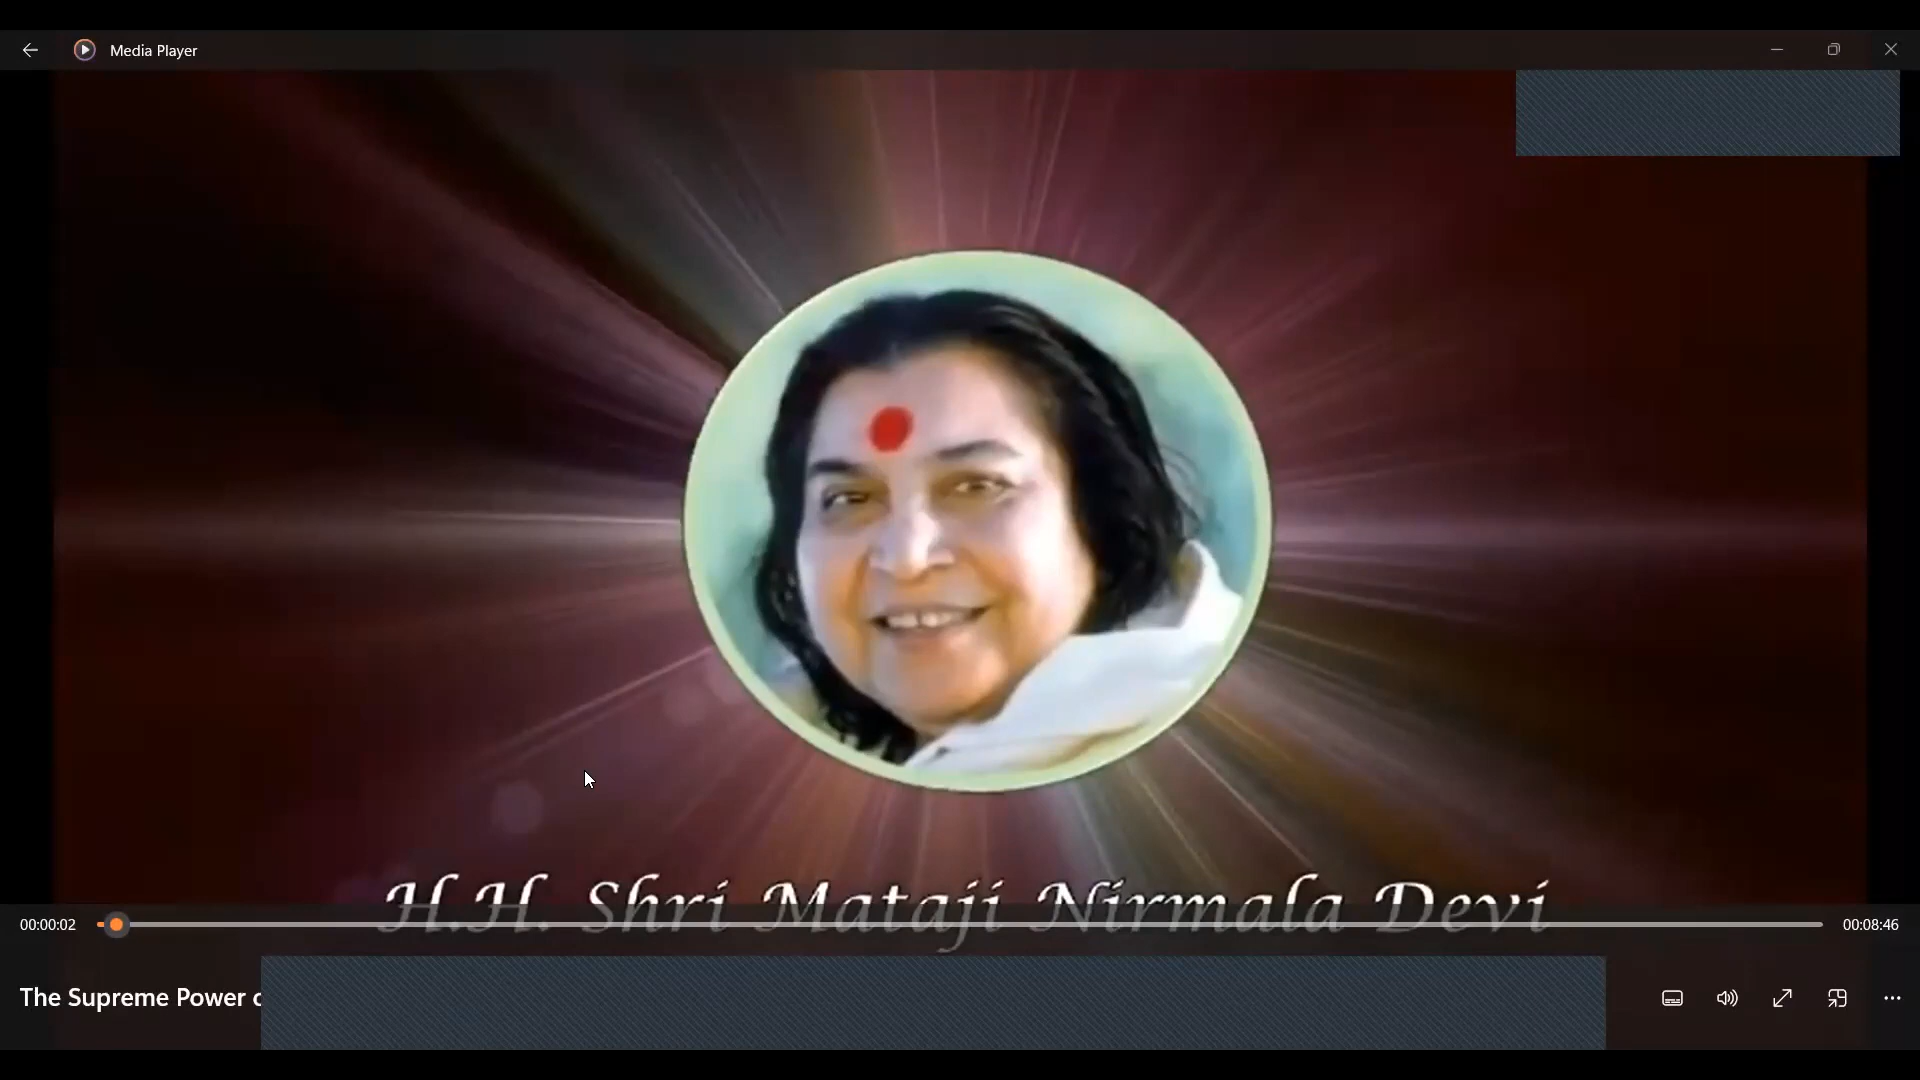 Media Player
H.H. Shri Mataji Nirmala Devi
00:00:02
00:08:46
The Supreme Power